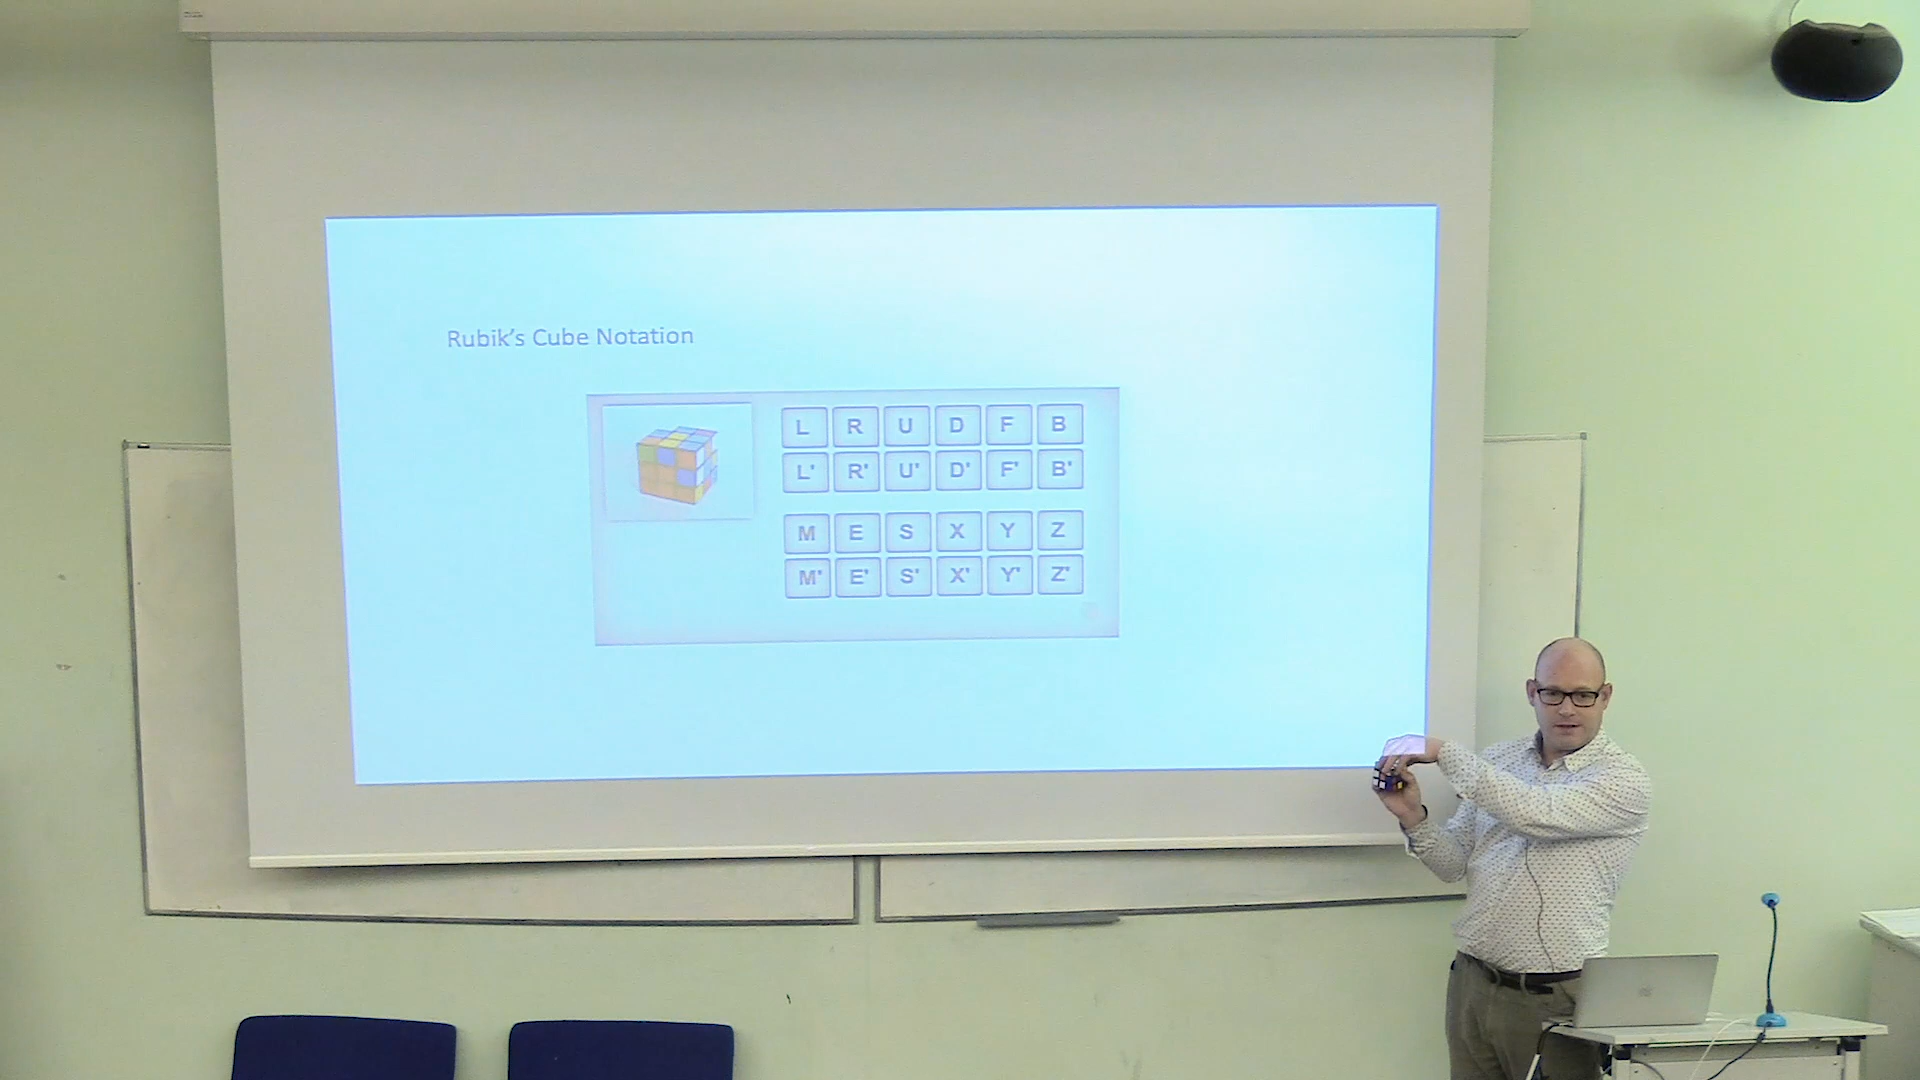 Rubik's Cube Notation
L R U D F B
L' R' U' D' F' B'
M E S X Y Z
M' E' S' X' Y' Z'